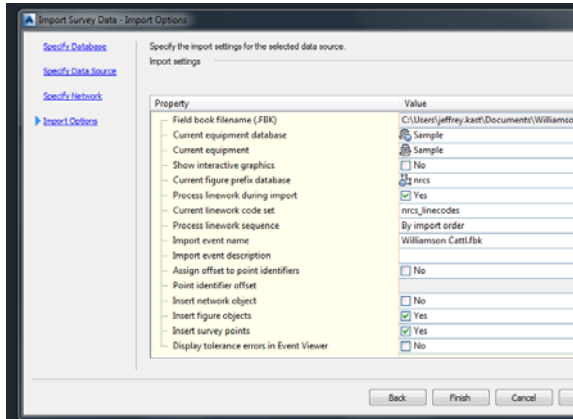 Import Survey Data - Import Options
Specify Database
Specify Data Source
Specify Network
Import Options
Specify the import settings for the selected data source.
Import settings
Property Value
Field book filename (.FBK) C:\Users\jeffrey.kast\Documents\Williamso
Current equipment database Sample
Current equipment Sample
Show interactive graphics No
Current figure prefix database nrcs
Process linework during import Yes
Current linework code set nrcs_linecodes
Process linework sequence By import order
Import event name Williamson Cattl.fbk
Import event description
Assign offset to point identifiers No
Point identifier offset
Insert network object No
Insert figure objects Yes
Insert survey points Yes
Display tolerance errors in Event Viewer No
Back Finish Cancel